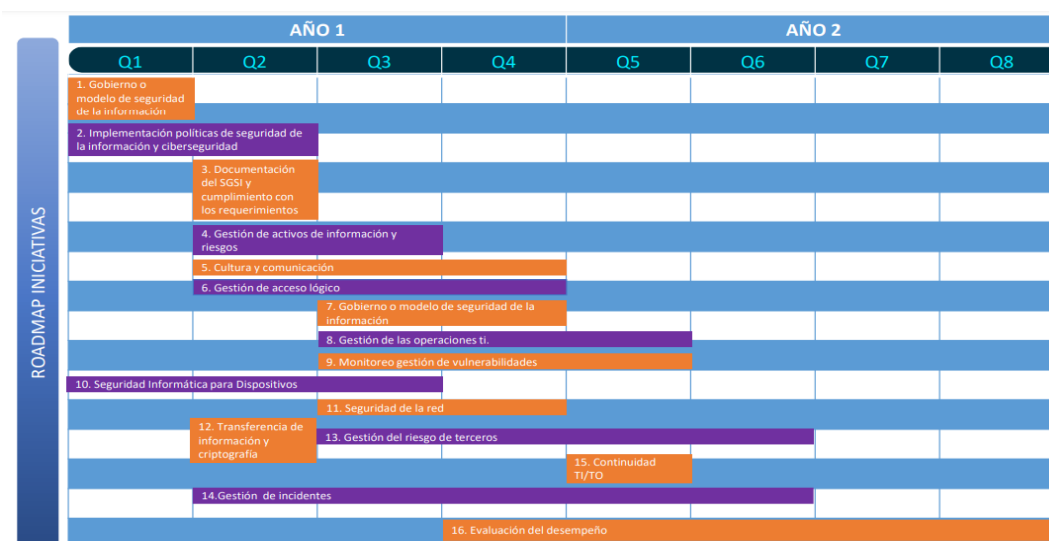 AÑO 1
AÑO 2
Q1
Q2
Q3
Q4
Q5
Q6
Q7
Q8
ROADMAP INICIATIVAS
1. Gobierno o
modelo de seguridad
de la información
2. Implementación políticas de seguridad de
la información y ciberseguridad
3. Documentación
del SGSI y
cumplimiento con
los requerimientos
4. Gestión de activos de información y
riesgos
5. Cultura y comunicación
6. Gestión de acceso lógico
7. Gobierno o modelo de seguridad de la
información
8. Gestión de las operaciones ti.
9. Monitoreo gestión de vulnerabilidades
10. Seguridad Informática para Dispositivos
11. Seguridad de la red
12. Transferencia de
información y
criptografía
13. Gestión del riesgo de terceros
15. Continuidad
TI/TO
14.Gestión de incidentes
16. Evaluación del desempeño